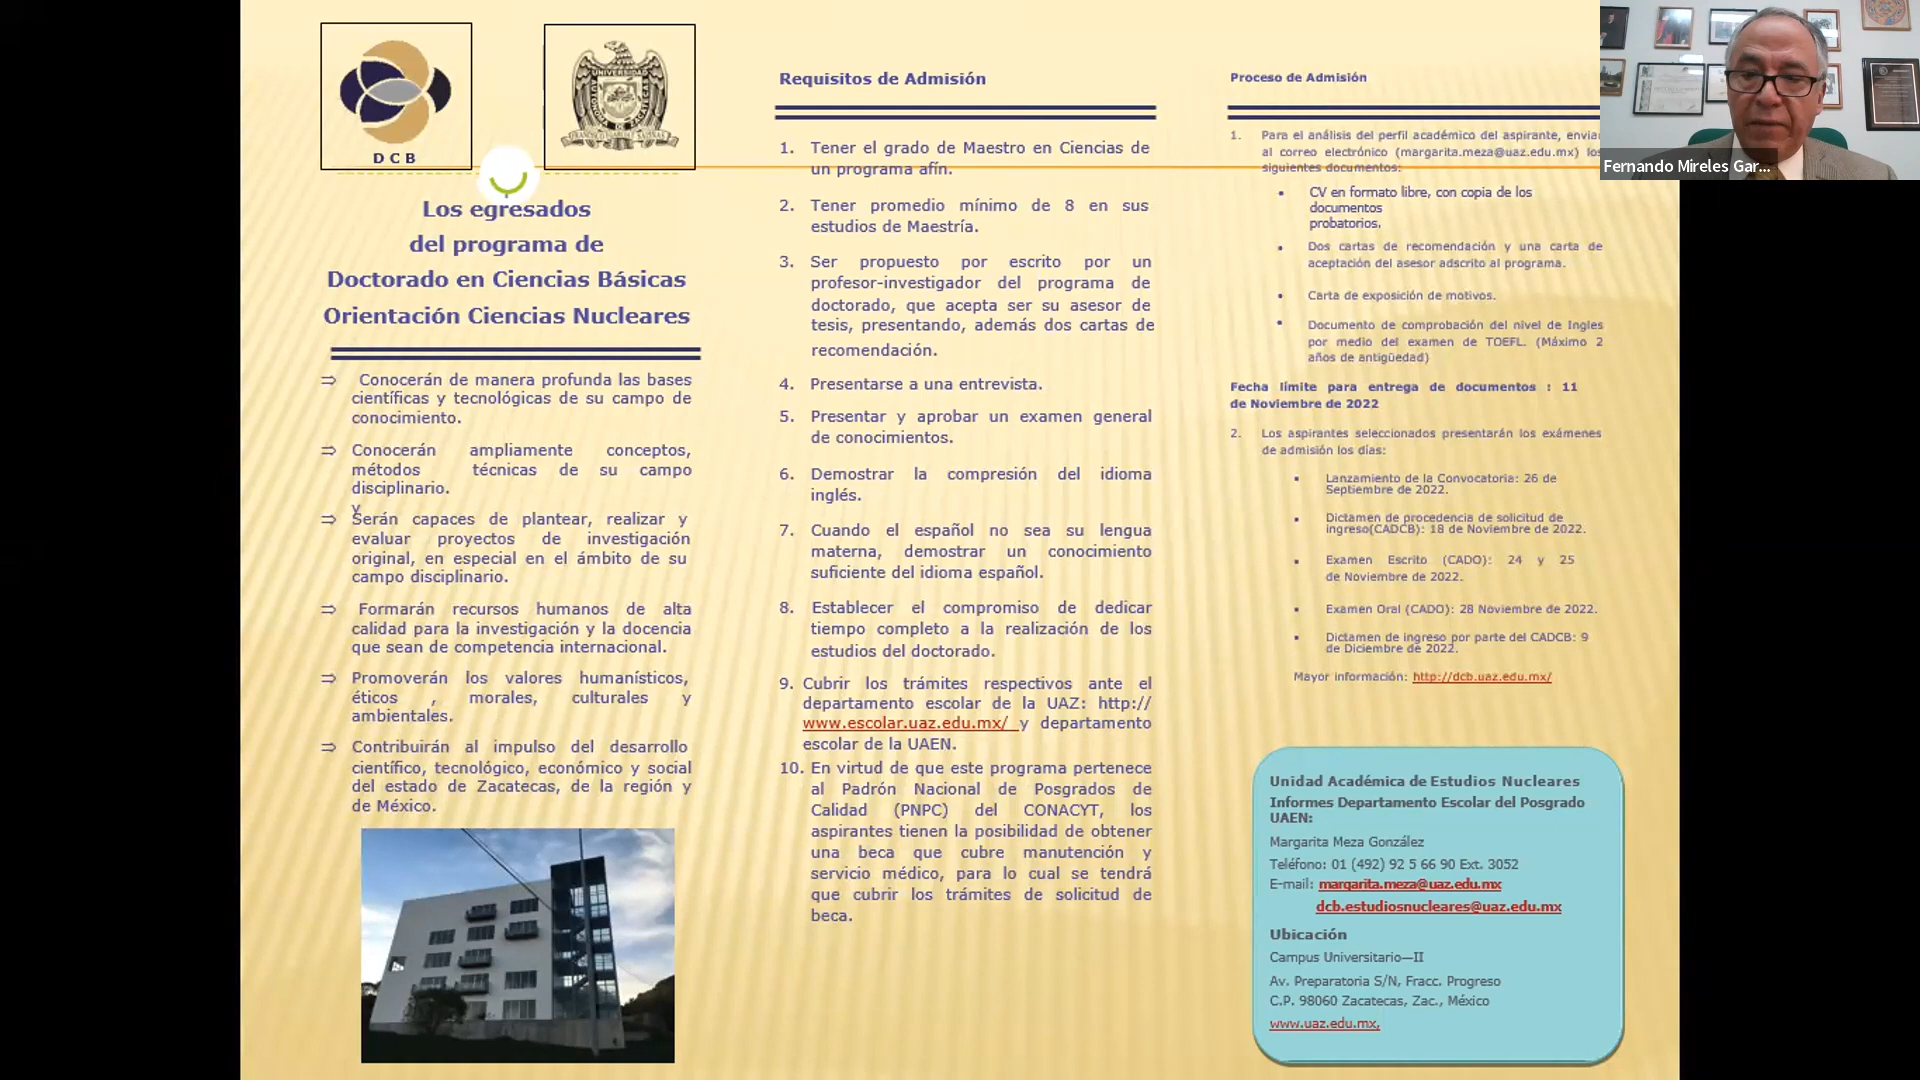 DCB
UNIVERSIDAD
AUTONOMA DE ZACATECAS
FRANCISCO GARCIA SALINAS
Los egresados
del programa de
Doctorado en Ciencias Básicas
Orientación Ciencias Nucleares
⇒ Conocerán de manera profunda las bases
científicas y tecnológicas de su campo de
conocimiento.
⇒ Conocerán ampliamente conceptos,
métodos técnicas de su campo
disciplinario.
y
⇒ Serán capaces de plantear, realizar y
evaluar proyectos de investigación
original, en especial en el ámbito de su
campo disciplinario.
⇒ Formarán recursos humanos de alta
calidad para la investigación y la docencia
que sean de competencia internacional.
⇒ Promoverán los valores humanísticos,
éticos , morales, culturales y
ambientales.
⇒ Contribuirán al impulso del desarrollo
científico, tecnológico, económico y social
del estado de Zacatecas, de la región y
de México.
Requisitos de Admisión
1. Tener el grado de Maestro en Ciencias de
un programa afín.
2. Tener promedio mínimo de 8 en sus
estudios de Maestría.
3. Ser propuesto por escrito por un
profesor-investigador del programa de
doctorado, que acepta ser su asesor de
tesis, presentando, además dos cartas de
recomendación.
4. Presentarse a una entrevista.
5. Presentar y aprobar un examen general
de conocimientos.
6. Demostrar la compresión del idioma
inglés.
7. Cuando el español no sea su lengua
materna, demostrar un conocimiento
suficiente del idioma español.
8. Establecer el compromiso de dedicar
tiempo completo a la realización de los
estudios del doctorado.
9. Cubrir los trámites respectivos ante el
departamento escolar de la UAZ: http://
www.escolar.uaz.edu.mx/ y departamento
escolar de la UAEN.
10. En virtud de que este programa pertenece
al Padrón Nacional de Posgrados de
Calidad (PNPC) del CONACYT, los
aspirantes tienen la posibilidad de obtener
una beca que cubre manutención y
servicio médico, para lo cual se tendrá
que cubrir los trámites de solicitud de
beca.
Proceso de Admisión
1. Para el análisis del perfil académico del aspirante, enviar
al correo electrónico (margarita.meza@uaz.edu.mx) los
siguientes documentos:
• CV en formato libre, con copia de los
documentos
probatorios.
• Dos cartas de recomendación y una carta de
aceptación del asesor adscrito al programa.
• Carta de exposición de motivos.
• Documento de comprobación del nivel de Ingles
por medio del examen de TOEFL. (Máximo 2
años de antigüedad)
Fecha límite para entrega de documentos : 11
de Noviembre de 2022
2. Los aspirantes seleccionados presentarán los exámenes
de admisión los días:
• Lanzamiento de la Convocatoria: 26 de
Septiembre de 2022.
• Dictamen de procedencia de solicitud de
ingreso(CADCB): 18 de Noviembre de 2022.
• Examen Escrito (CADO): 24 y 25
de Noviembre de 2022.
• Examen Oral (CADO): 28 Noviembre de 2022.
• Dictamen de ingreso por parte del CADCB: 9
de Diciembre de 2022.
Mayor información: http://dcb.uaz.edu.mx/
Unidad Académica de Estudios Nucleares
Informes Departamento Escolar del Posgrado
UAEN:
Margarita Meza González
Teléfono: 01 (492) 92 5 66 90 Ext. 3052
E-mail: margarita.meza@uaz.edu.mx
dcb.estudiosnucleares@uaz.edu.mx
Ubicación
Campus Universitario—II
Av. Preparatoria S/N, Fracc. Progreso
C.P. 98060 Zacatecas, Zac., México
www.uaz.edu.mx,
Fernando Mireles Gar...